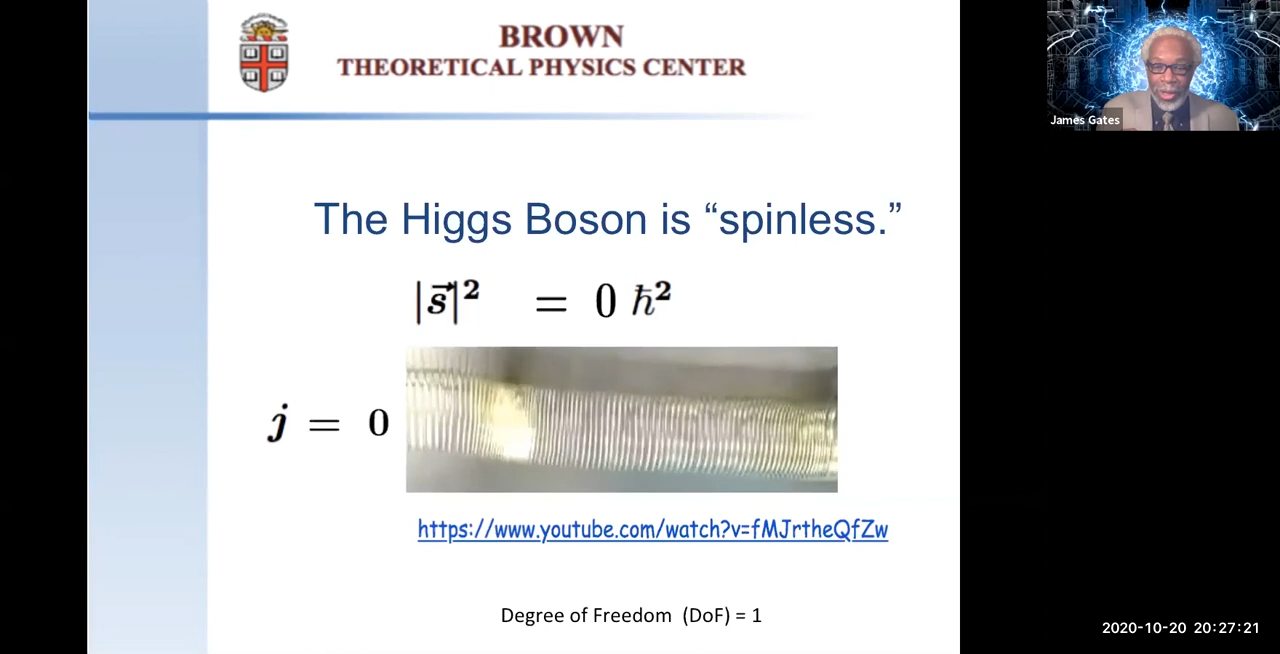 BROWN
THEORETICAL PHYSICS CENTER
James Gates
The Higgs Boson is “spinless.”
|s⃗|² = 0 ℏ²
j = 0
https://www.youtube.com/watch?v=fMJrtheQfZw
Degree of Freedom (DoF) = 1
2020-10-20 20:27:21